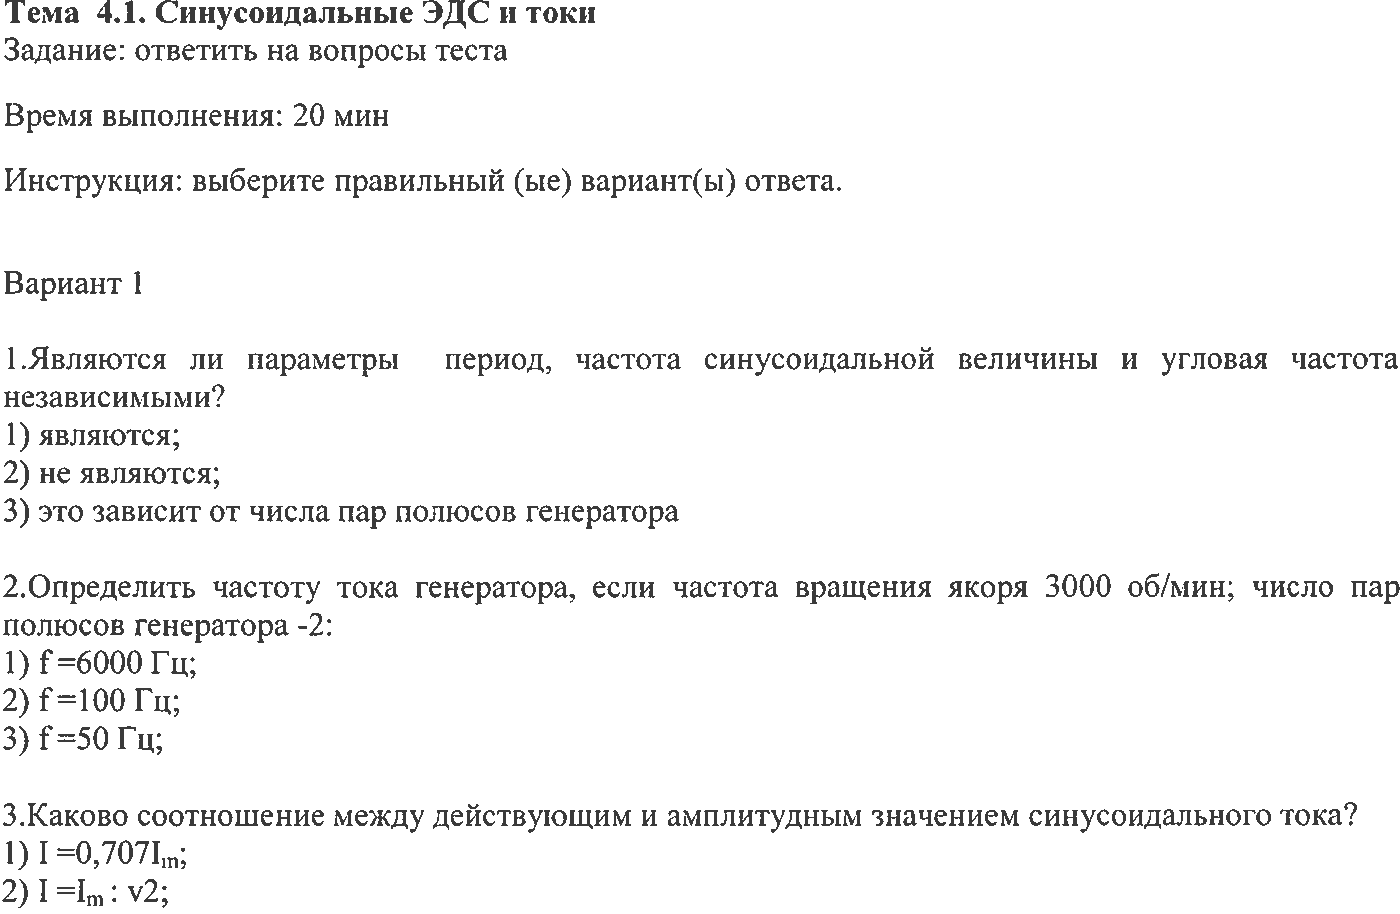 Тема 4.1. Синусоидальные ЭДС и токи
Задание: ответить на вопросы теста
Время выполнения: 20 мин
Инструкция: выберите правильный (ые) вариант(ы) ответа.
Вариант 1
1.Являются ли параметры период, частота синусоидальной величины и угловая частота
независимыми?
1) являются;
2) не являются;
3) это зависит от числа пар полюсов генератора
2.Определить частоту тока генератора, если частота вращения якоря 3000 об/мин; число пар
полюсов генератора -2:
1) f =6000 Гц;
2) f =100 Гц;
3) f =50 Гц;
3.Каково соотношение между действующим и амплитудным значением синусоидального тока?
1) I =0,707Iₘ;
2) I =Iₘ : v2;